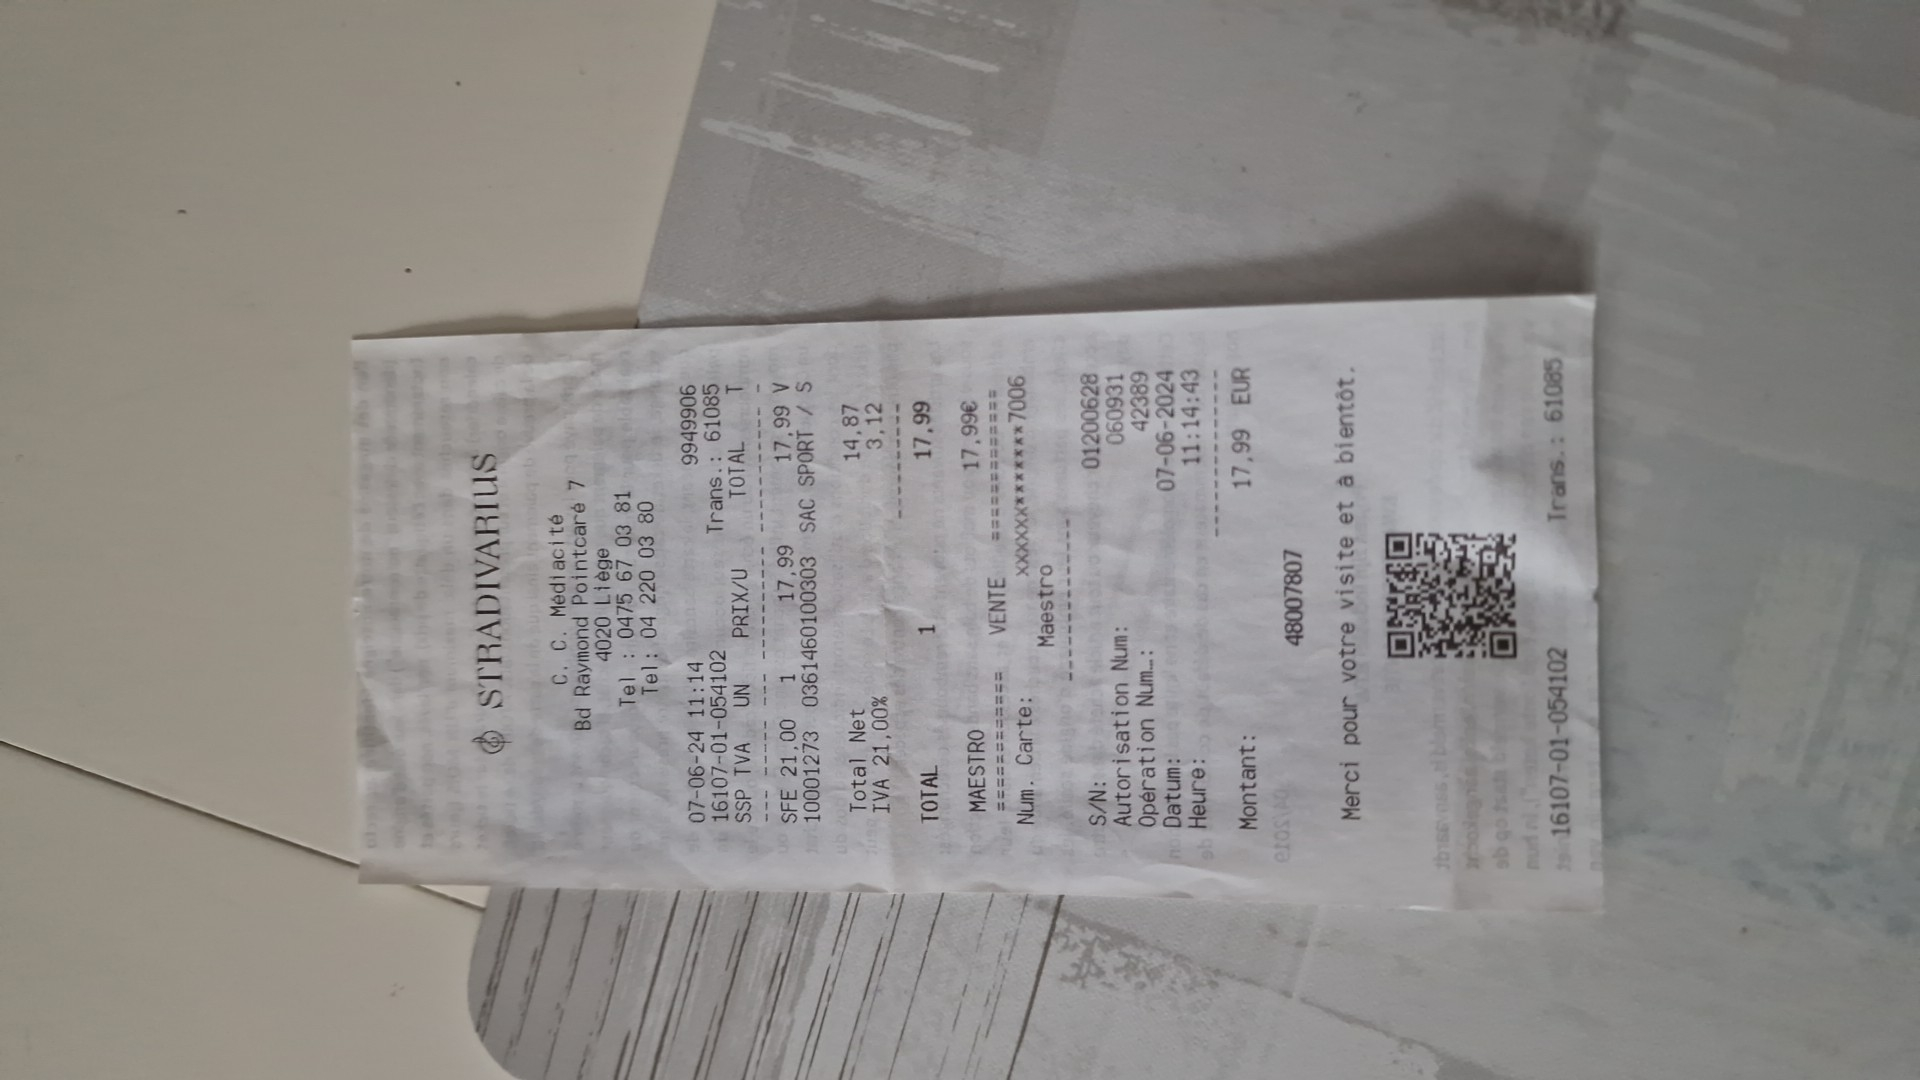 STRADIVARIUS
C. C. Médiacité
Bd Raymond Pointcaré 7
4020 Liège
Tel : 0475 67 03 81
Tel: 04 220 03 80
07-06-24 11:14 9949906
16107-01-054102 Trans.: 61085
SSP TVA UN PRIX/U TOTAL T
--- ----- --- ----------- ----------- -
SFE 21,00 1 17,99 17,99 V
10001273 0361460100303 SAC SPORT / S
Total Net 14,87
IVA 21,00% 3,12
----------
TOTAL 1 17,99
MAESTRO 17,99€
=========== VENTE ============
Num. Carte: XXXXXXXXXXXXXXX7006
Maestro
--------------
S/N: 01200628
Autorisation Num: 060931
Opération Num…: 42389
Datum: 07-06-2024
Heure: 11:14:43
--------------
Montant: 17,99 EUR
48007807
Merci pour votre visite et à bientôt.
16107-01-054102 Trans.: 61085